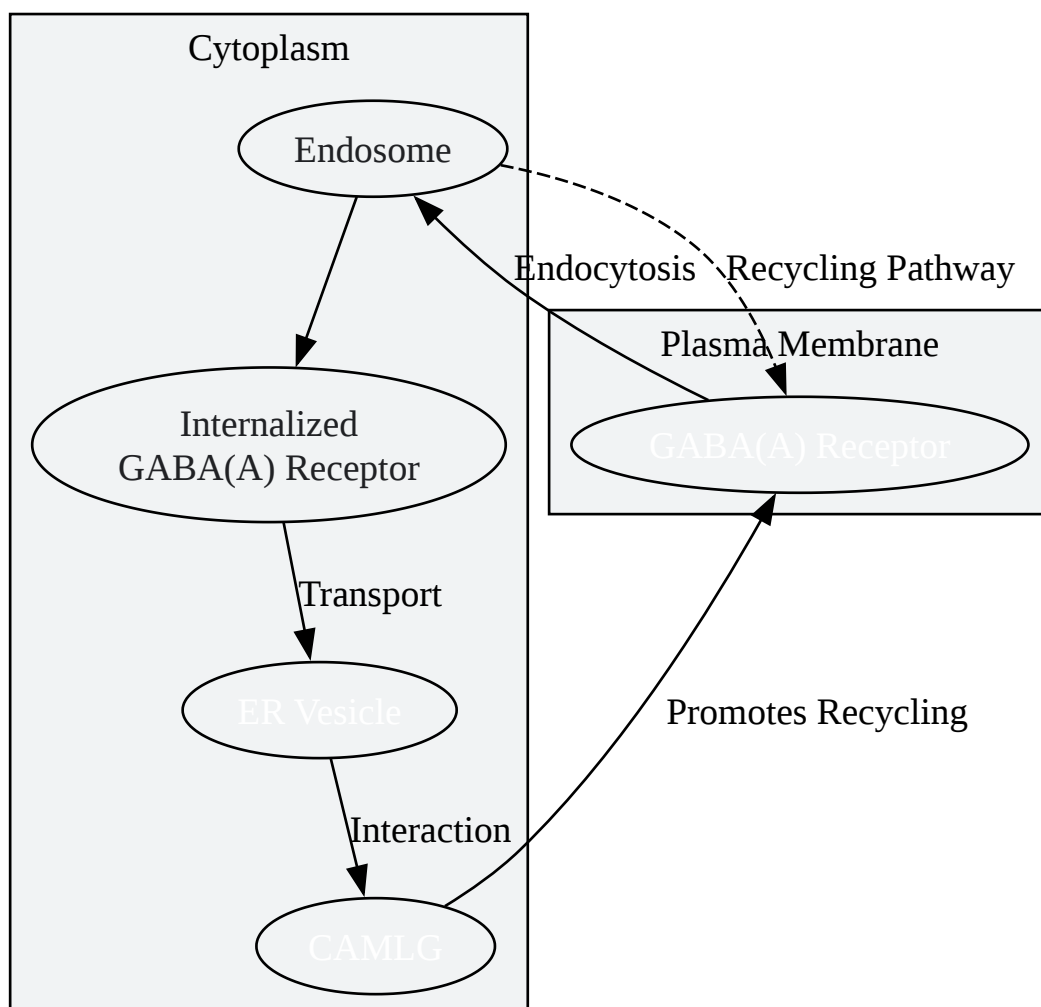 Cytoplasm
Endosome
Endocytosis
Recycling Pathway
Plasma Membrane
Internalized
GABA(A) Receptor
GABA(A) Receptor
Transport
ER Vesicle
Promotes Recycling
Interaction
CAMLG